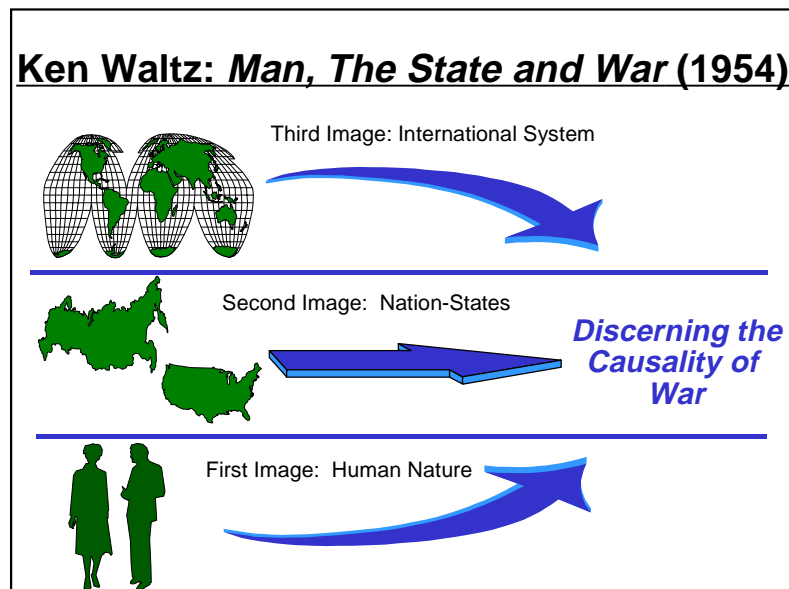 Ken Waltz: Man, The State and War (1954)
Third Image: International System
Second Image:  Nation-States
Discerning the
Causality of
War
First Image:  Human Nature